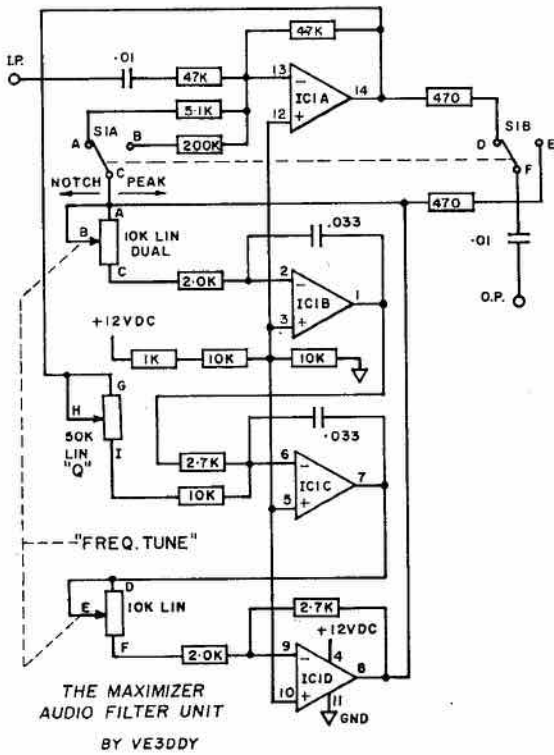 I.P.
.01
47K
47K
13
IC1A
14
12
5.1K
S1A
A
B
200K
C
NOTCH
PEAK
470
S1B
D
E
F
470
.01
O.P.
A
B
10K LIN
DUAL
C
2.0K
.033
2
IC1B
1
3
+12VDC
1K
10K
10K
G
H
50K
LIN
"Q"
I
2.7K
10K
.033
6
IC1C
7
5
"FREQ. TUNE"
D
E
10K LIN
F
2.0K
2.7K
+12VDC
9
4
IC1D
8
10
11
GND
THE MAXIMIZER
AUDIO FILTER UNIT
BY VE3DDY